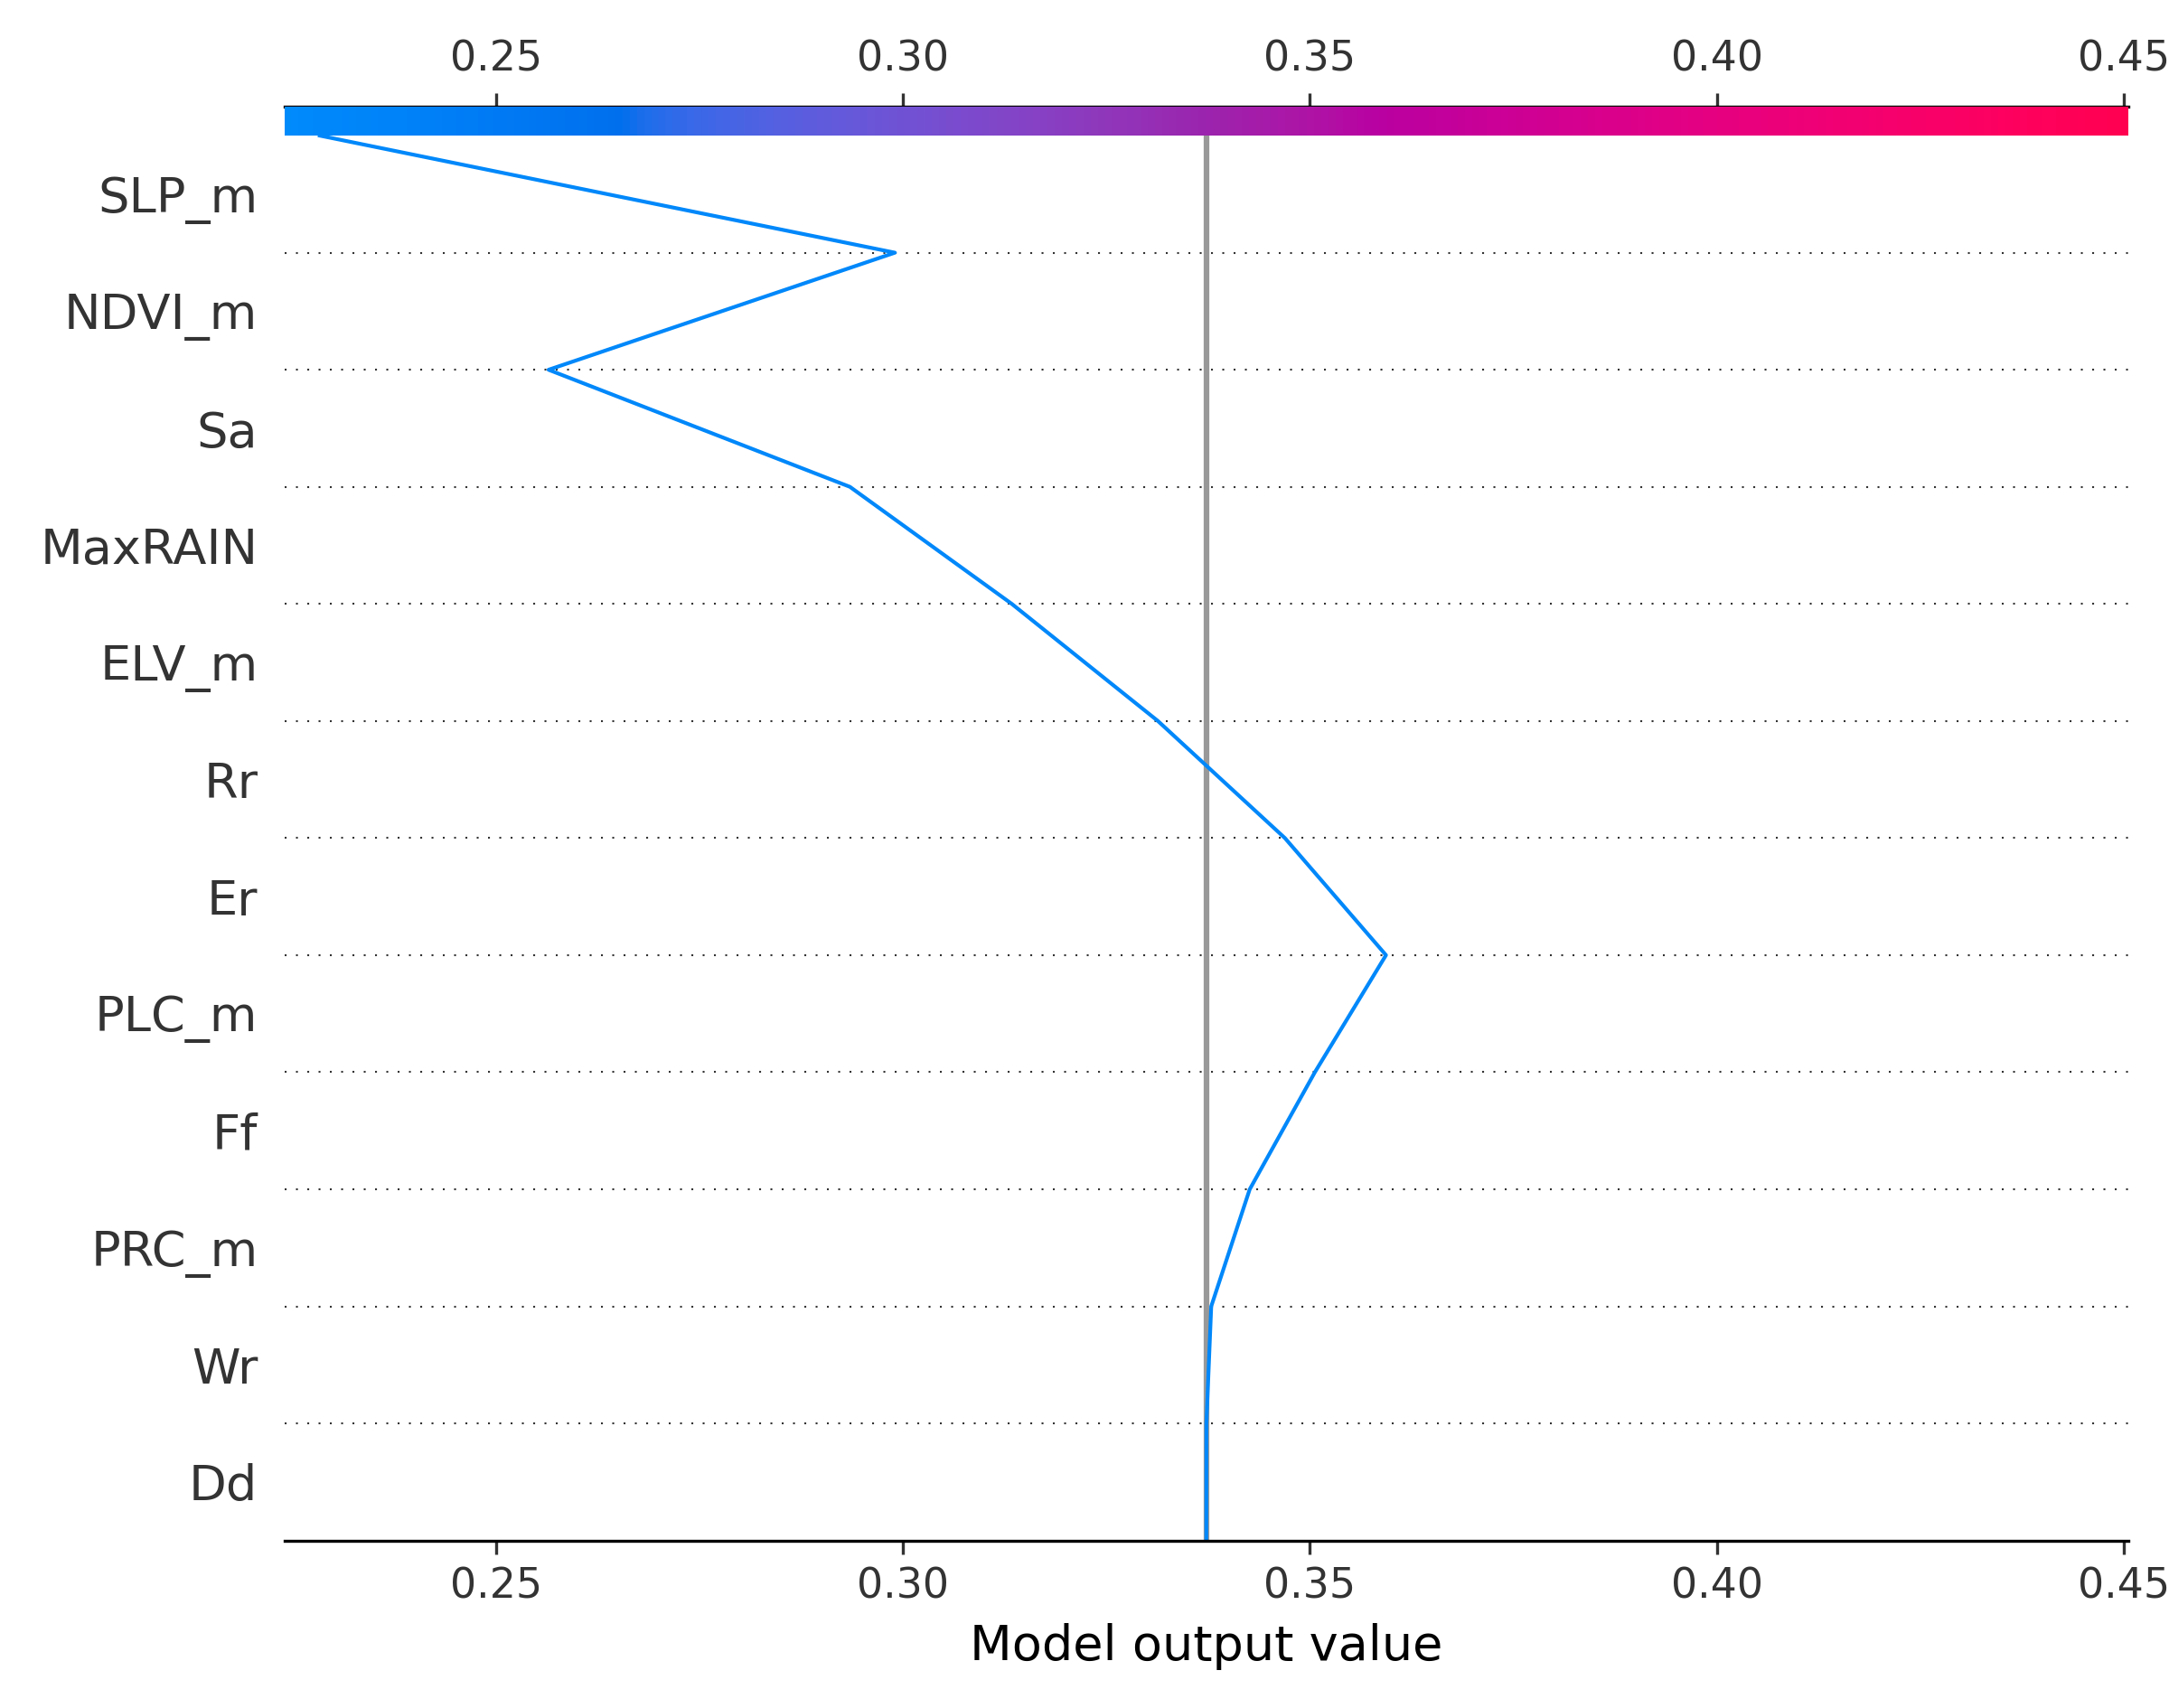 0.25 0.30 0.35 0.40 0.45
SLP_m
NDVI_m
Sa
MaxRAIN
ELV_m
Rr
Er
PLC_m
Ff
PRC_m
Wr
Dd
0.25 0.30 0.35 0.40 0.45
Model output value